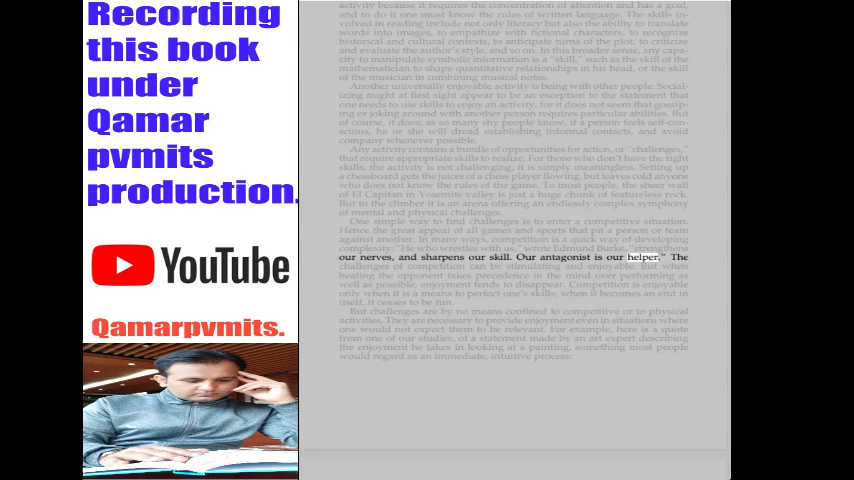 Recording
this book
under
Qamar
pvmits
production.
YouTube
Qamarpvmits.
activity because it requires the concentration of attention and has a goal,
and to do it one must know the rules of written language. The skills in-
volved in reading include not only literacy but also the ability to translate
words into images, to empathize with fictional characters, to recognize
historical and cultural contexts, to anticipate turns of the plot, to criticize
and evaluate the author's style, and so on. In this broader sense, any capa-
city to manipulate symbolic information is a "skill," such as the skill of the
mathematician to shape quantitative relationships in his head, or the skill
of the musician in combining musical notes.
Another universally enjoyable activity is being with other people. Social-
izing might at first sight appear to be an exception to the statement that
one needs to use skills to enjoy an activity, for it does not seem that gossip-
ing or joking around with another person requires particular abilities. But
of course, it does; as so many shy people know, if a person feels self-con-
scious, he or she will dread establishing informal contacts, and avoid
company whenever possible.
Any activity contains a bundle of opportunities for action, or "challenges,"
that require appropriate skills to realize. For those who don't have the right
skills, the activity is not challenging; it is simply meaningless. Setting up
a chessboard gets the juices of a chess player flowing, but leaves cold anyone
who does not know the rules of the game. To most people, the sheer wall
of El Capitan in Yosemite valley is just a huge chunk of featureless rock.
But to the climber it is an arena offering an endlessly complex symphony
of mental and physical challenges.
One simple way to find challenges is to enter a competitive situation.
Hence the great appeal of all games and sports that pit a person or team
against another. In many ways, competition is a quick way of developing
complexity: "He who wrestles with us," wrote Edmund Burke, "strengthens
our nerves, and sharpens our skill. Our antagonist is our helper." The
challenges of competition can be stimulating and enjoyable. But when
beating the opponent takes precedence in the mind over performing as
well as possible, enjoyment tends to disappear. Competition is enjoyable
only when it is a means to perfect one's skills; when it becomes an end in
itself, it ceases to be fun.
But challenges are by no means confined to competitive or to physical
activities. They are necessary to provide enjoyment even in situations where
one would not expect them to be relevant. For example, here is a quote
from one of our studies, of a statement made by an art expert describing
the enjoyment he takes in looking at a painting, something most people
would regard as an immediate, intuitive process: